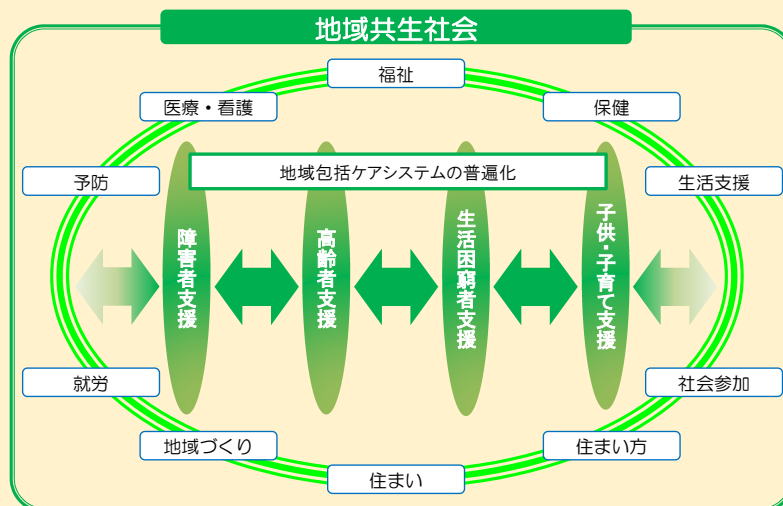 地域共生社会
福祉
医療・看護
保健
地域包括ケアシステムの普遍化
予防
生活支援
障害者支援
高齢者支援
生活困窮者支援
子供・子育て支援
就労
社会参加
地域づくり
住まい方
住まい